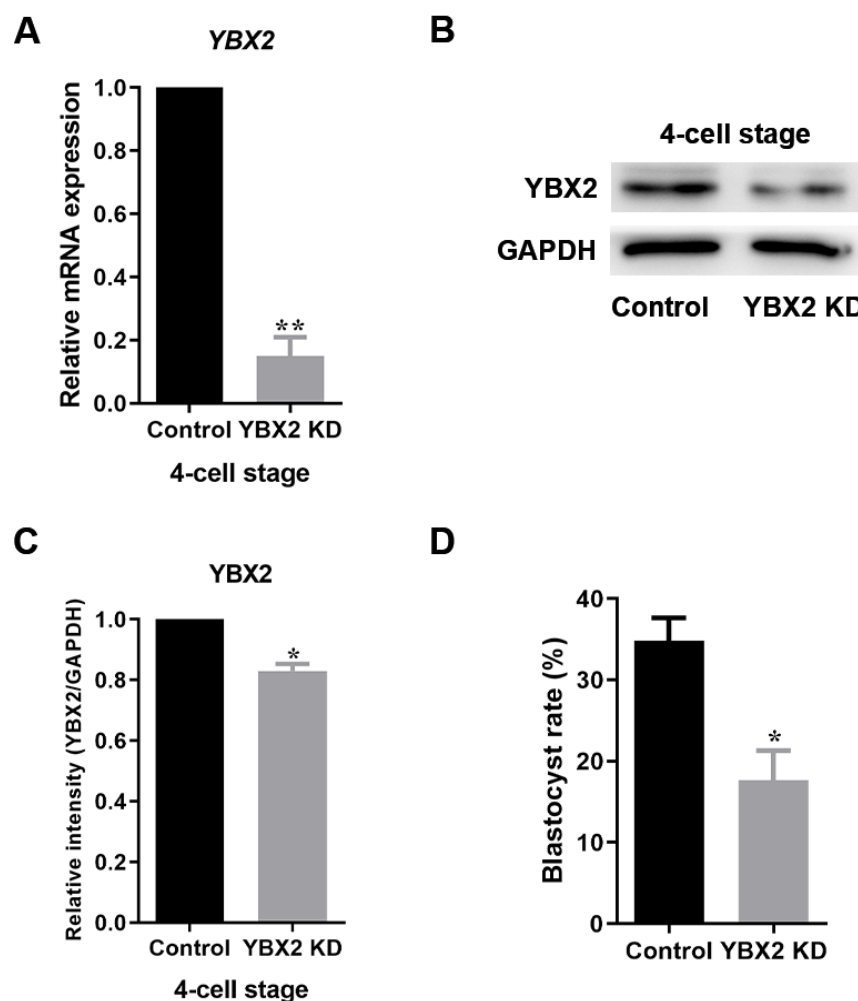 A
YBX2
Relative mRNA expression
1.0
0.8
0.6
0.4
0.2
0.0
**
Control YBX2 KD
4-cell stage
B
4-cell stage
YBX2
GAPDH
Control YBX2 KD
C
YBX2
Relative intensity (YBX2/GAPDH)
1.0
0.8
0.6
0.4
0.2
0.0
*
Control YBX2 KD
4-cell stage
D
Blastocyst rate (%)
40
30
20
10
0
*
Control YBX2 KD